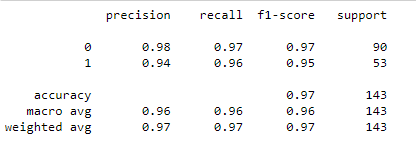 precision recall f1-score support
0 0.98 0.97 0.97 90
1 0.94 0.96 0.95 53
accuracy 0.97 143
macro avg 0.96 0.96 0.96 143
weighted avg 0.97 0.97 0.97 143